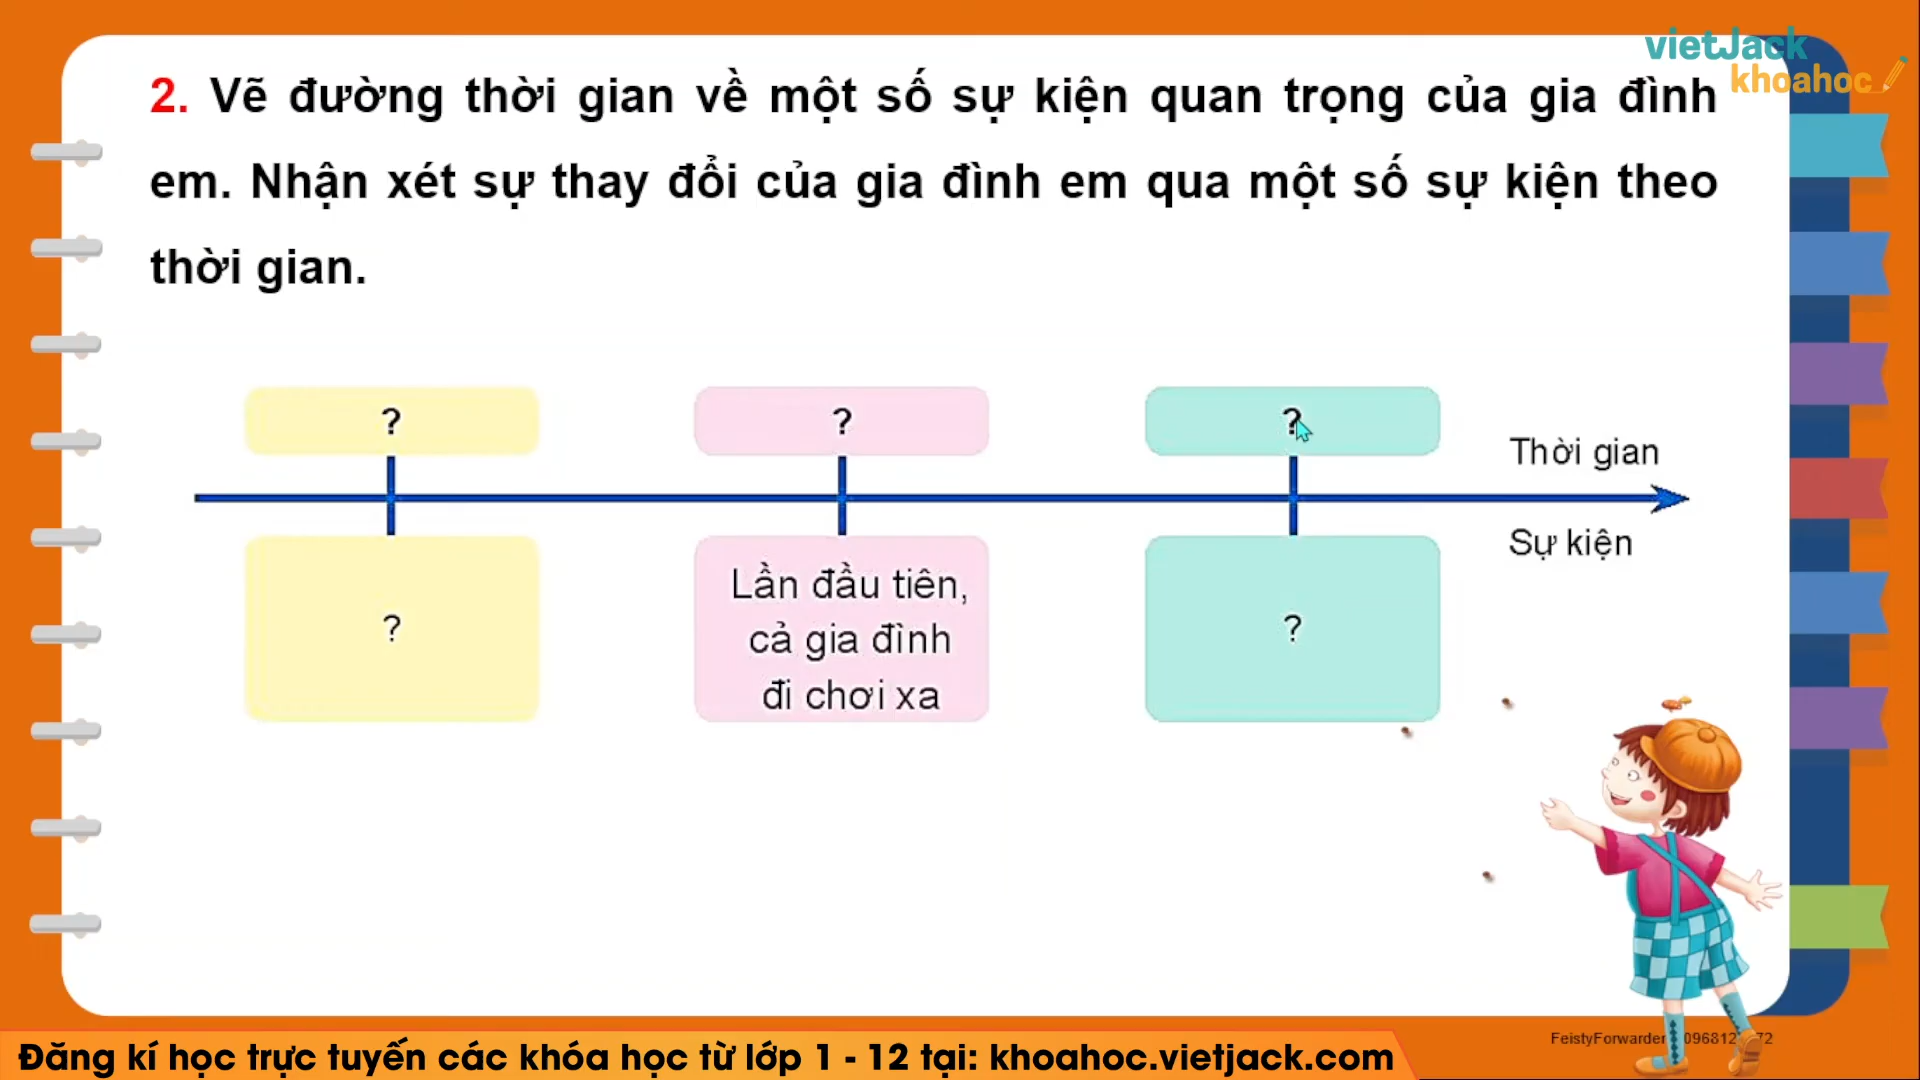 vietJack
khoahoc
2. Vẽ đường thời gian về một số sự kiện quan trọng của gia đình
em. Nhận xét sự thay đổi của gia đình em qua một số sự kiện theo
thời gian.
? ? ?
Thời gian
Sự kiện
? Lần đầu tiên, ?
cả gia đình
đi chơi xa
FeistyForwarder
Đăng kí học trực tuyến các khóa học từ lớp 1 - 12 tại: khoahoc.vietjack.com